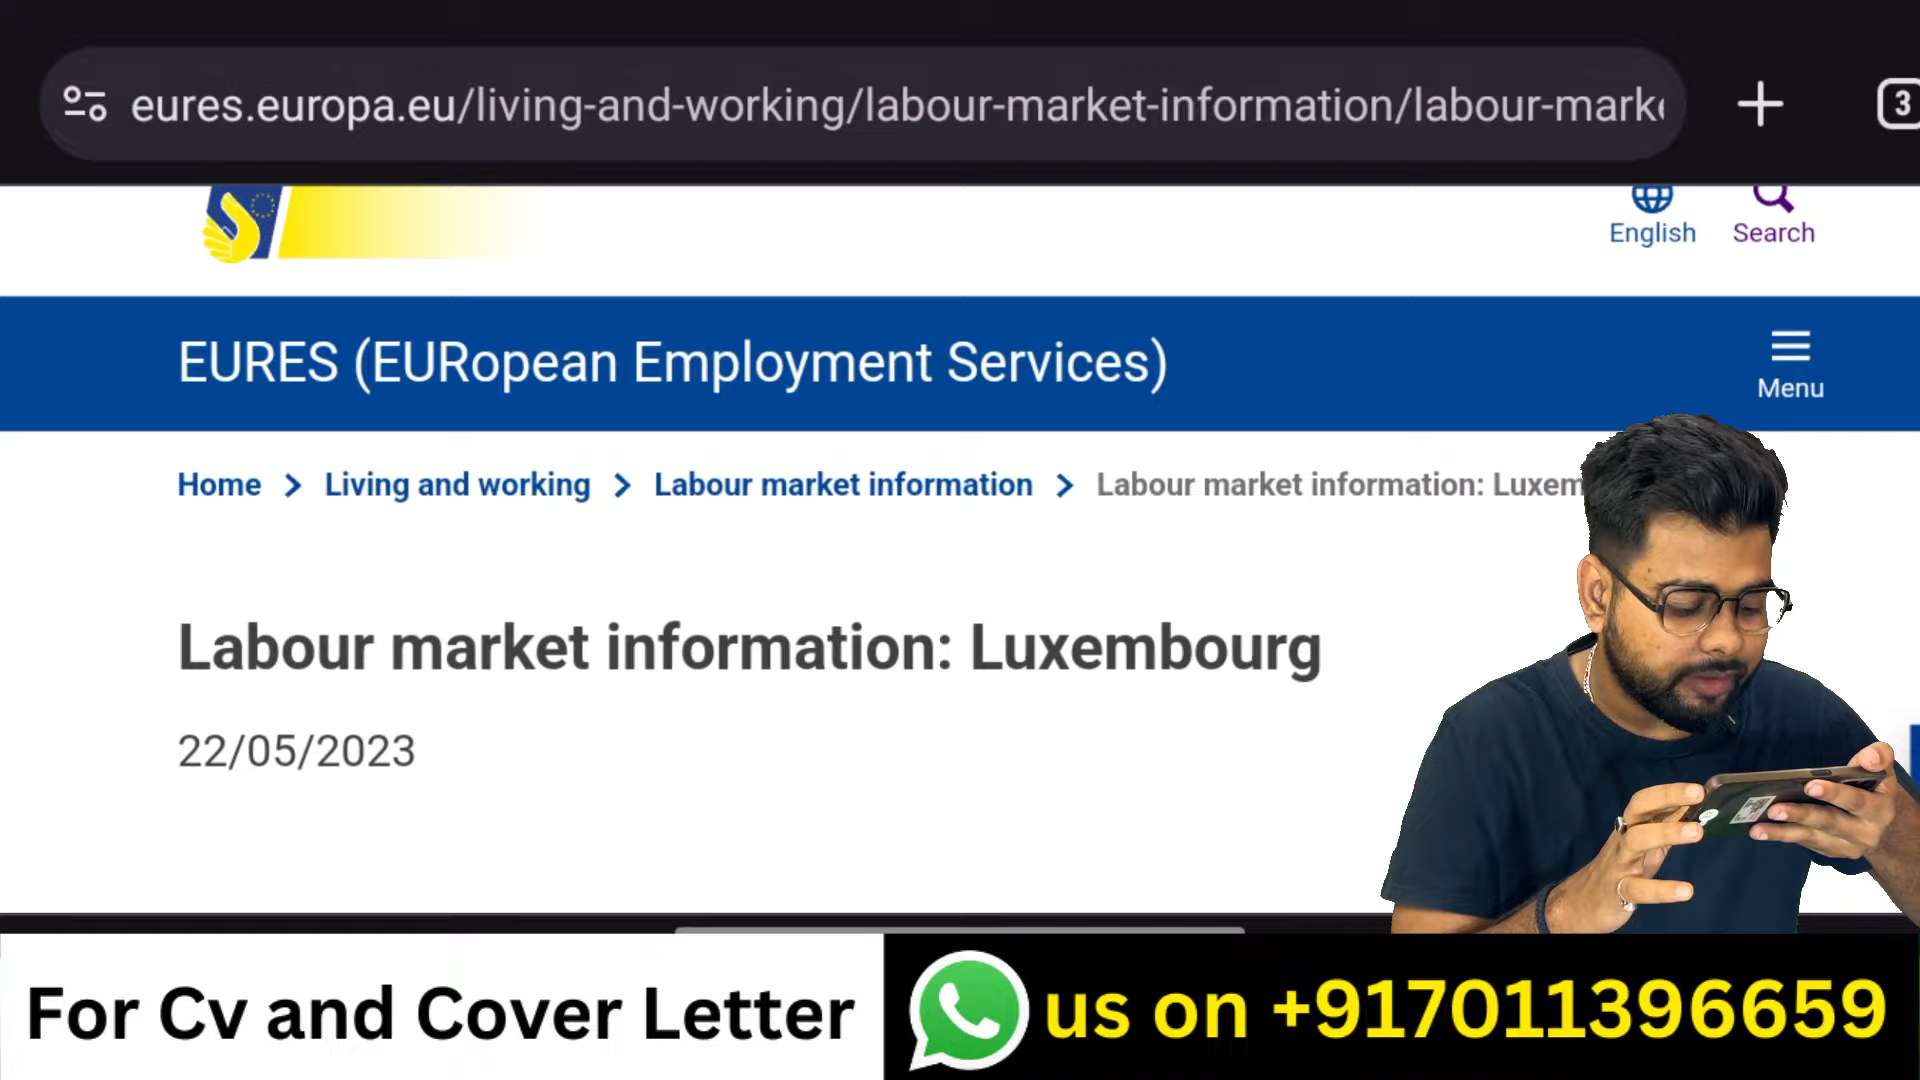 eures.europa.eu/living-and-working/labour-market-information/labour-marke
3
English
Search
EURES (EURopean Employment Services)
Menu
Home > Living and working > Labour market information > Labour market information: Luxem
Labour market information: Luxembourg
22/05/2023
For Cv and Cover Letter
us on +917011396659